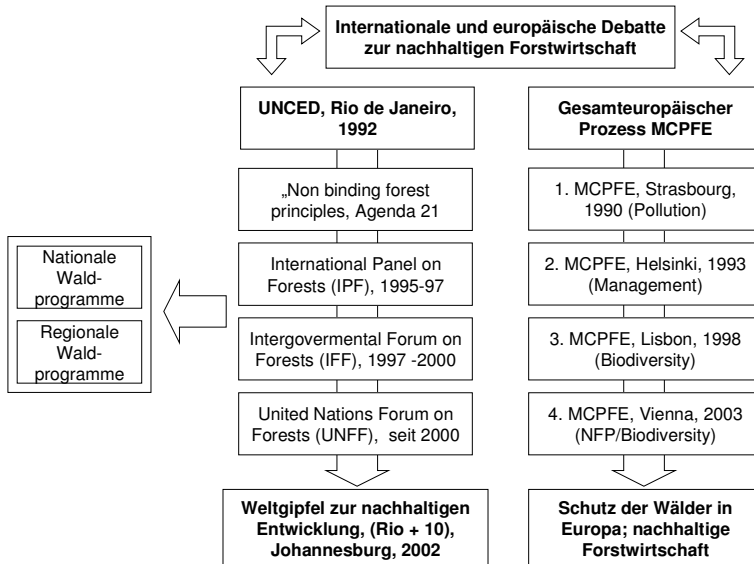 Internationale und europäische Debatte
zur nachhaltigen Forstwirtschaft
UNCED, Rio de Janeiro,
1992
„Non binding forest
principles, Agenda 21
International Panel on
Forests (IPF), 1995-97
Intergovermental Forum on
Forests (IFF), 1997 -2000
United Nations Forum on
Forests (UNFF), seit 2000
Weltgipfel zur nachhaltigen
Entwicklung, (Rio + 10),
Johannesburg, 2002
Gesamteuropäischer
Prozess MCPFE
1. MCPFE, Strasbourg,
1990 (Pollution)
2. MCPFE, Helsinki, 1993
(Management)
3. MCPFE, Lisbon, 1998
(Biodiversity)
4. MCPFE, Vienna, 2003
(NFP/Biodiversity)
Schutz der Wälder in
Europa; nachhaltige
Forstwirtschaft
Nationale
Wald-
programme
Regionale
Wald-
programme